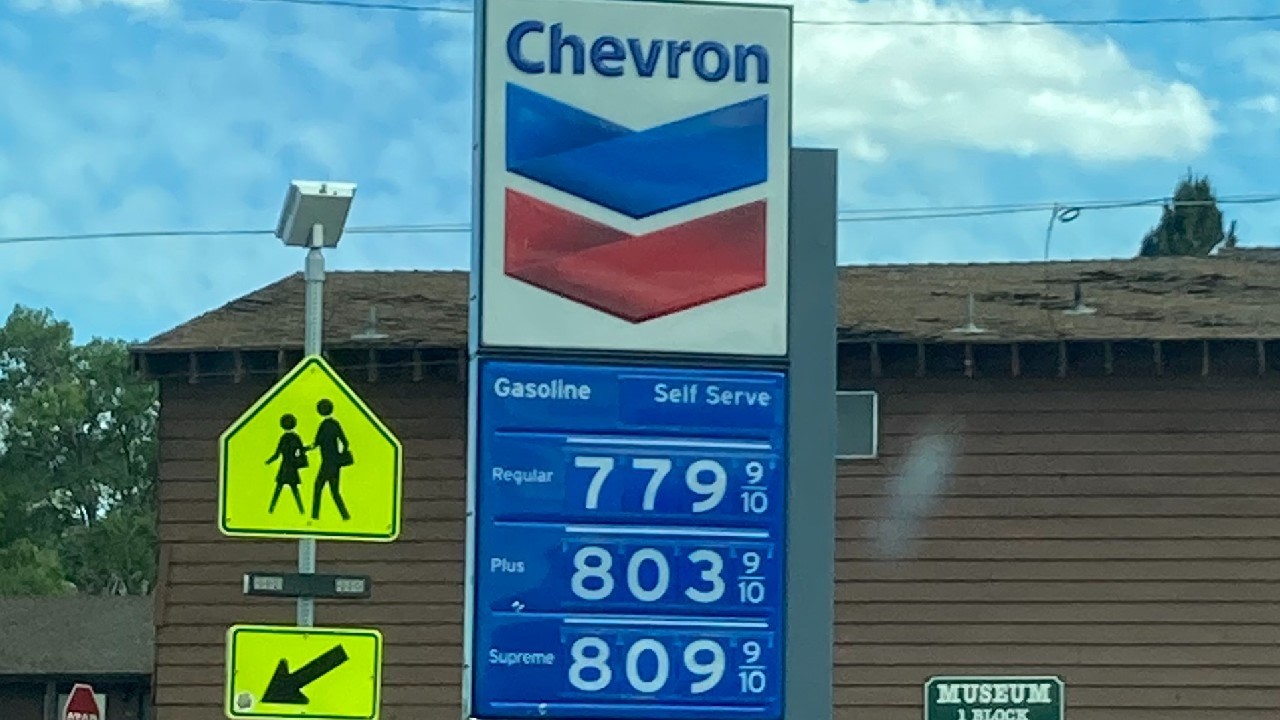 Chevron
Gasoline Self Serve
Regular 779 9/10
Plus 803 9/10
Supreme 809 9/10
STOP
MUSEUM
1 BLOCK